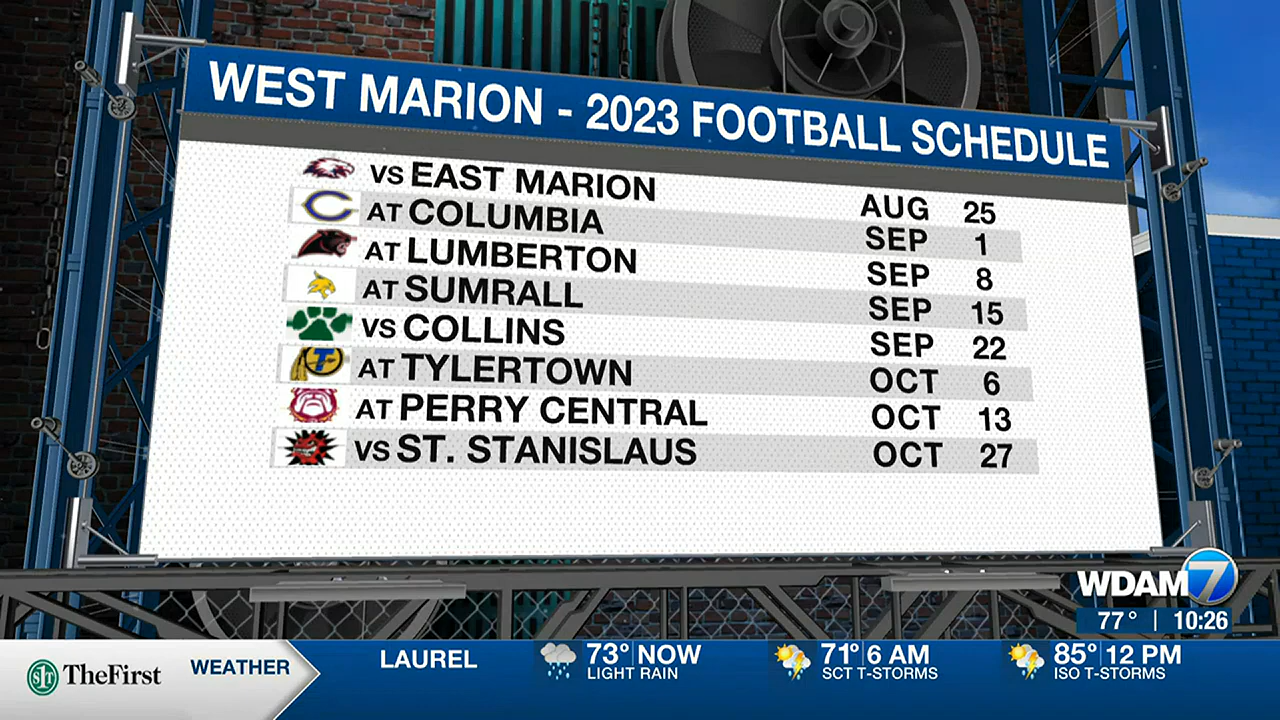 WEST MARION - 2023 FOOTBALL SCHEDULE
VS EAST MARION AUG 25
AT COLUMBIA SEP 1
AT LUMBERTON SEP 8
AT SUMRALL SEP 15
VS COLLINS SEP 22
AT TYLERTOWN OCT 6
AT PERRY CENTRAL OCT 13
VS ST. STANISLAUS OCT 27
WDAM 7
77° | 10:26
TheFirst WEATHER LAUREL
73° NOW
LIGHT RAIN
71° 6 AM
SCT T-STORMS
85° 12 PM
ISO T-STORMS